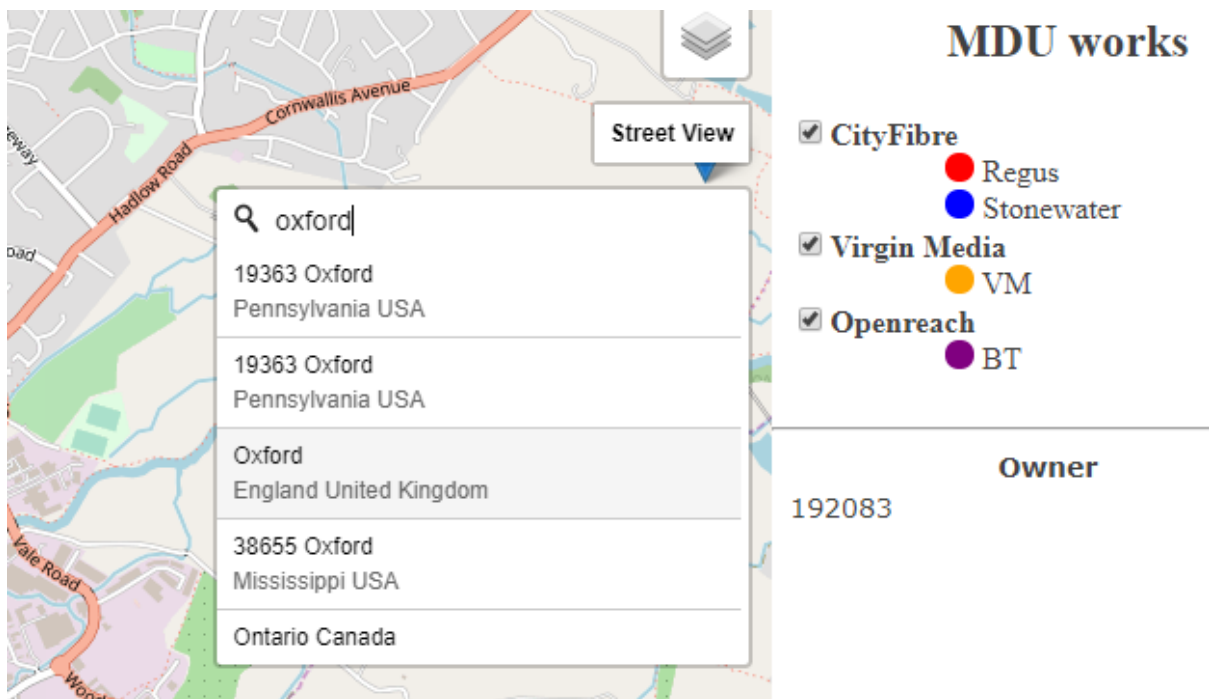 Cornwallis Avenue
Hadlow Road
Street View
oxford
19363 Oxford
Pennsylvania USA
19363 Oxford
Pennsylvania USA
Oxford
England United Kingdom
38655 Oxford
Mississippi USA
Ontario Canada
Vale Road
MDU works
CityFibre
Regus
Stonewater
Virgin Media
VM
Openreach
BT
Owner
192083